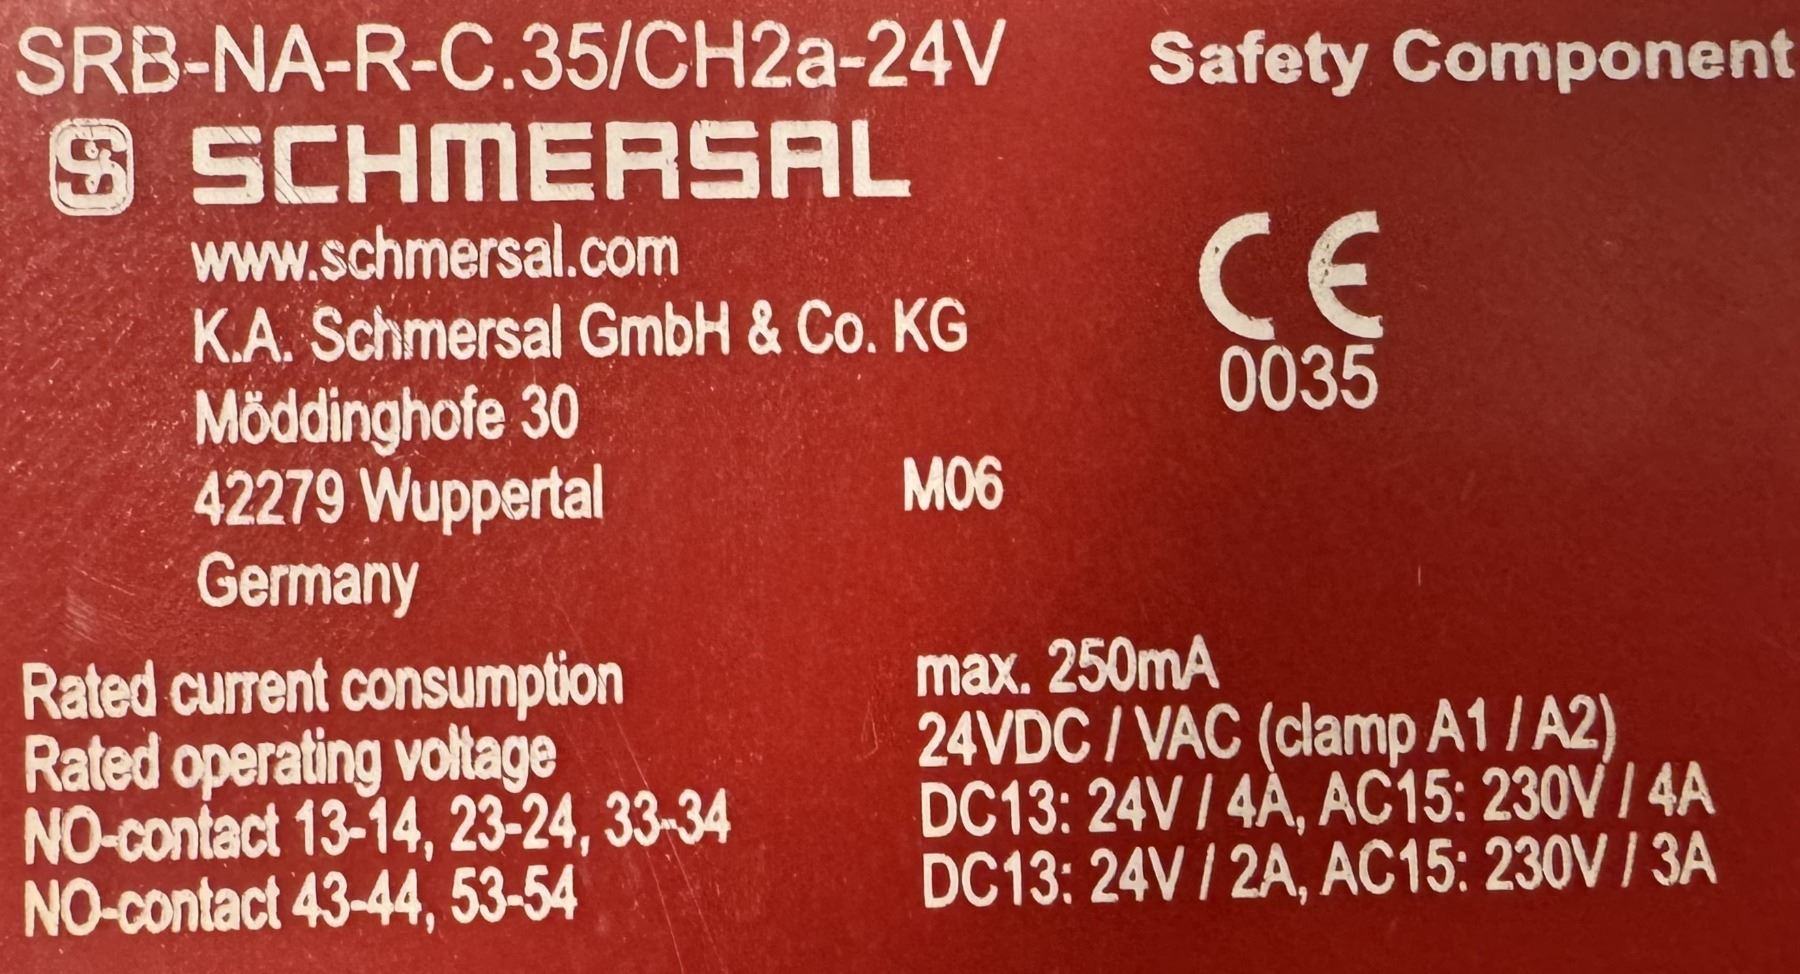 SRB-NA-R-C.35/CH2a-24V
Safety Component
SCHMERSAL
www.schmersal.com
K.A. Schmersal GmbH & Co. KG
CE
0035
Möddinghofe 30
42279 Wuppertal
M06
Germany
Rated current consumption max. 250mA
Rated operating voltage 24VDC / VAC (clamp A1 / A2)
NO-contact 13-14, 23-24, 33-34 DC13: 24V / 4A, AC15: 230V / 4A
NO-contact 43-44, 53-54 DC13: 24V / 2A, AC15: 230V / 3A